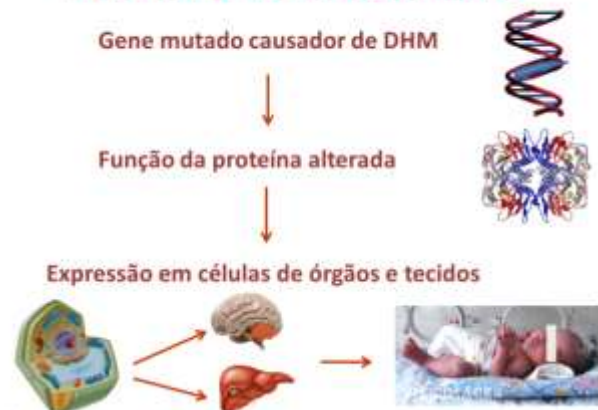 Gene mutado causador de DHM
Função da proteína alterada
Expressão em células de órgãos e tecidos